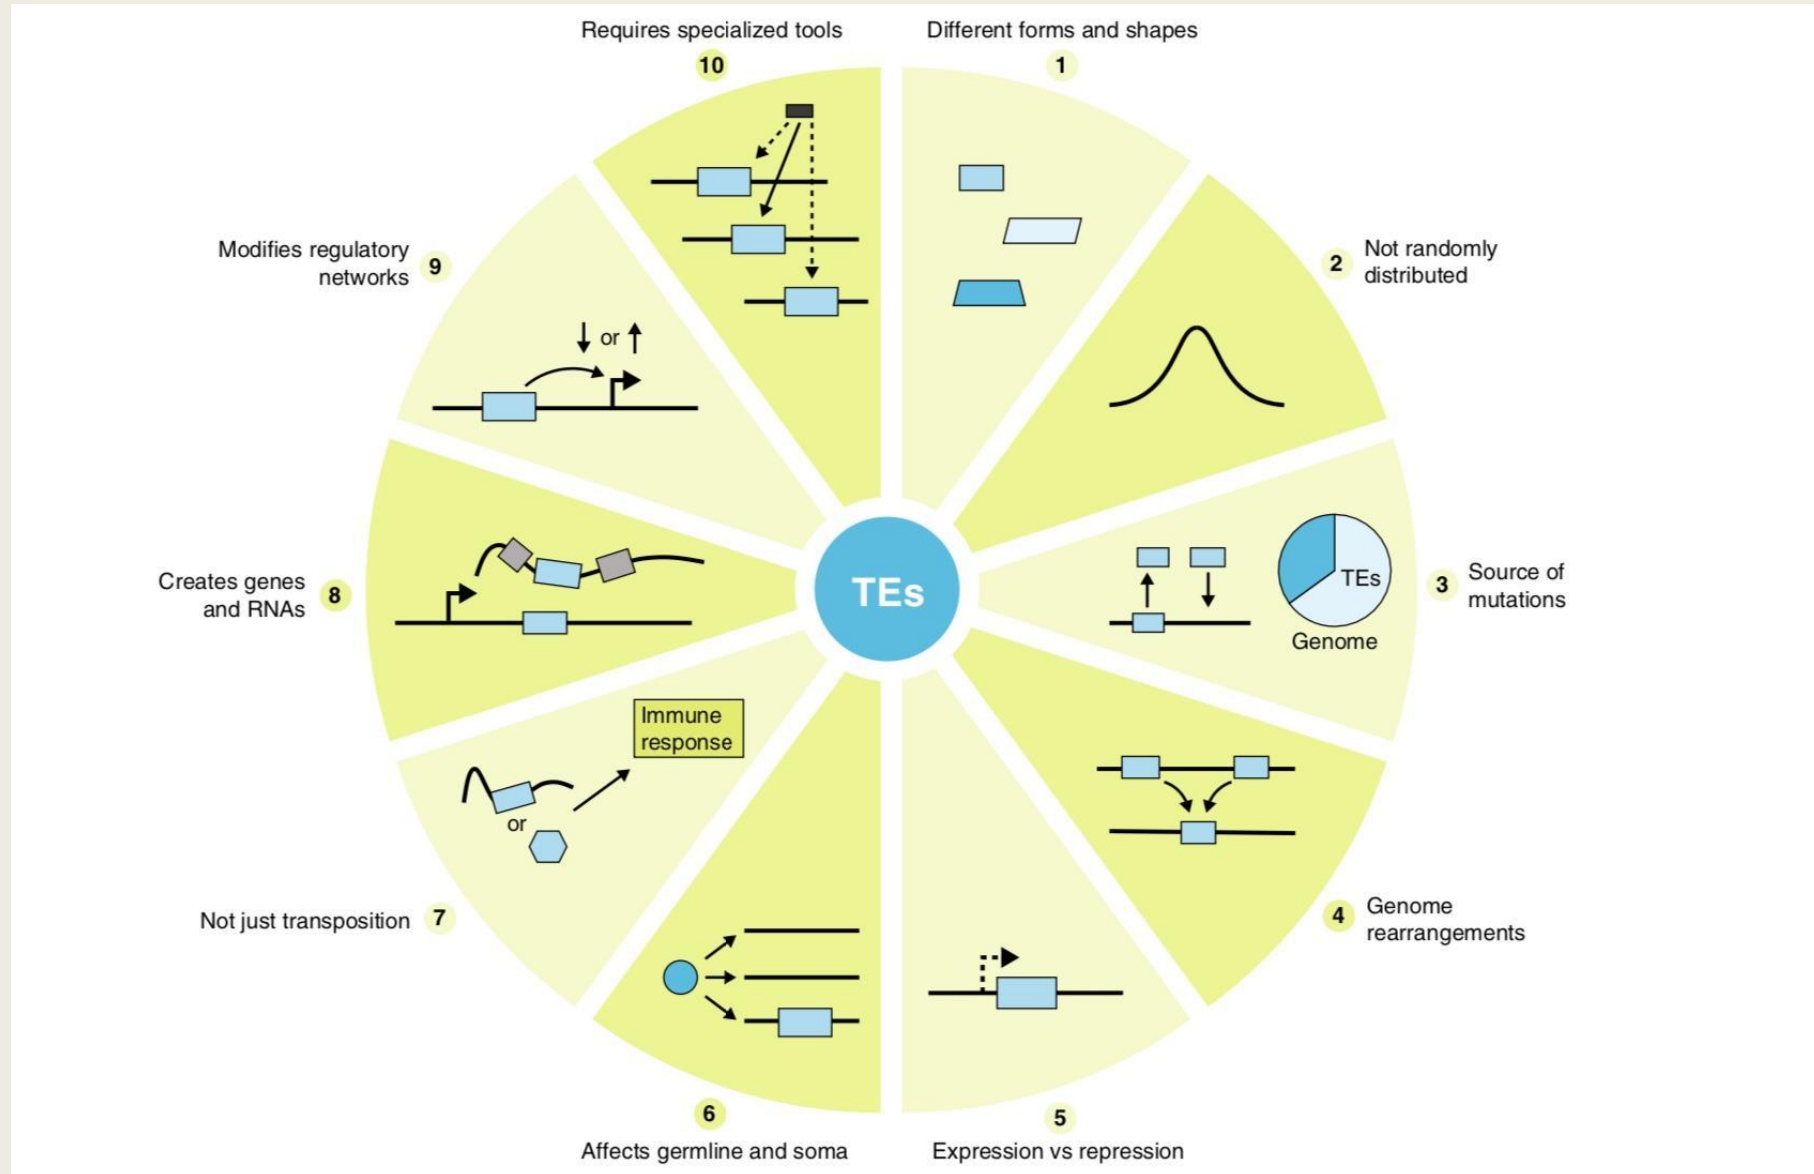 Requires specialized tools
10
Different forms and shapes
1
2
Not randomly
distributed
TEs
Genome
3
Source of
mutations
4
Genome
rearrangements
5
Expression vs repression
6
Affects germline and soma
Immune
response
or
7
Not just transposition
8
Creates genes
and RNAs
or
9
Modifies regulatory
networks
TEs